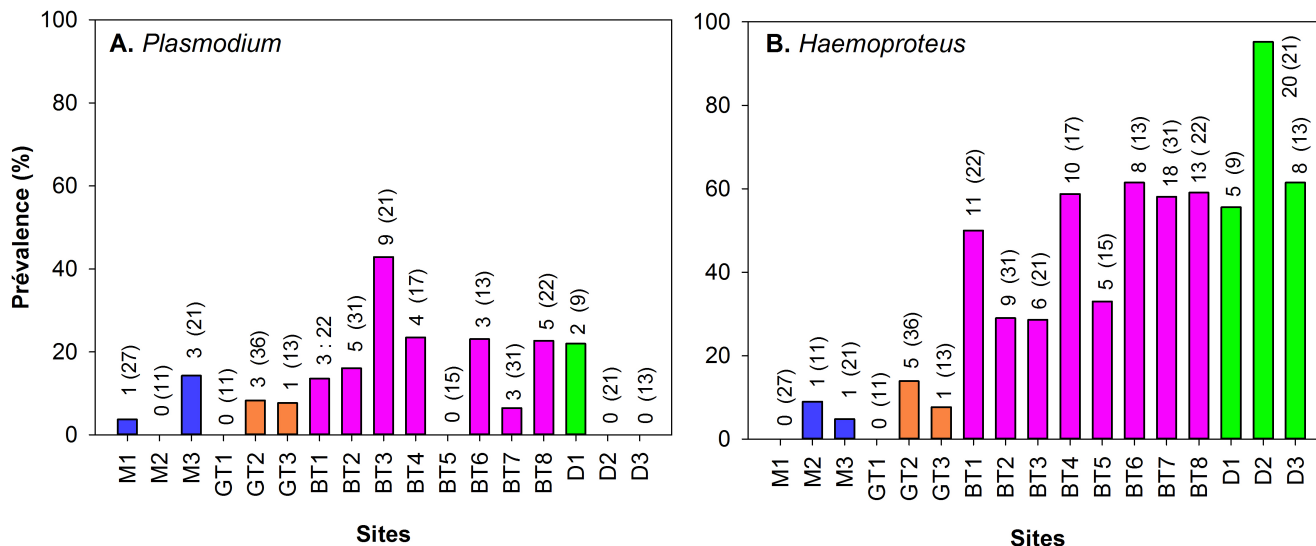 A. Plasmodium
Prévalence (%)
100
80
60
40
20
0
1 (27)
0 (11)
3 (21)
0 (11)
3 (36)
1 (13)
3 : 22
5 (31)
9 (21)
4 (17)
0 (15)
3 (13)
3 (31)
5 (22)
2 (9)
0 (21)
0 (13)
M1
M2
M3
GT1
GT2
GT3
BT1
BT2
BT3
BT4
BT5
BT6
BT7
BT8
D1
D2
D3
Sites
B. Haemoproteus
100
80
60
40
20
0
0 (27)
1 (11)
1 (21)
0 (11)
5 (36)
1 (13)
11 (22)
9 (31)
6 (21)
10 (17)
5 (15)
8 (13)
18 (31)
13 ( 22)
5 (9)
20 (21)
8 (13)
M1
M2
M3
GT1
GT2
GT3
BT1
BT2
BT3
BT4
BT5
BT6
BT7
BT8
D1
D2
D3
Sites